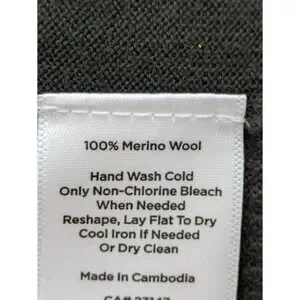 100% Merino Wool
Hand Wash Cold
Only Non-Chlorine Bleach
When Needed
Reshape, Lay Flat To Dry
Cool Iron If Needed
Or Dry Clean
Made In Cambodia